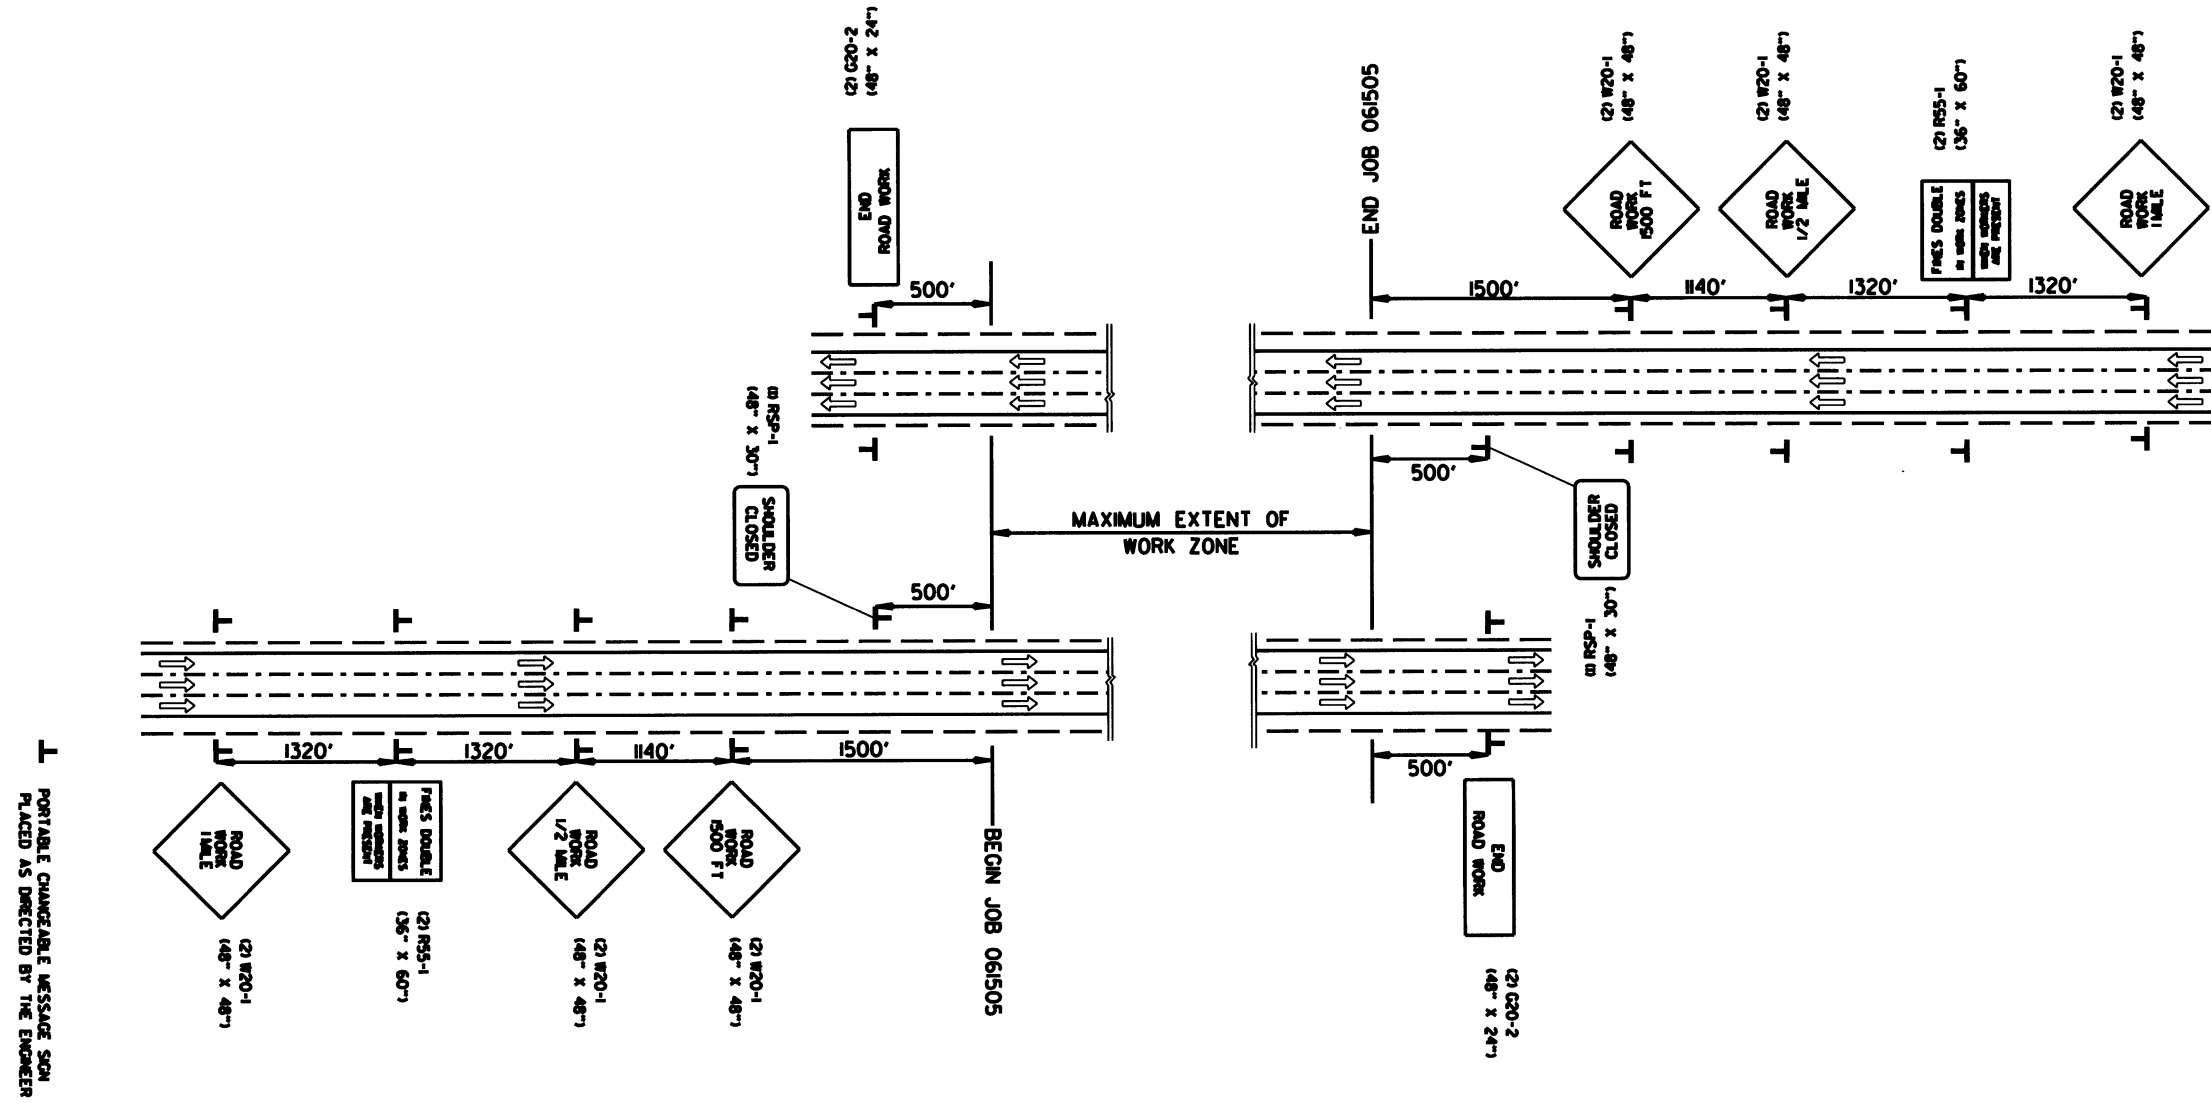 (2) G20-2
(48" X 24")
END
ROAD WORK
500'
END JOB 061505
(2) W20-1
(48" X 48")
ROAD
WORK
1500 FT
(2) W20-1
(48" X 48")
ROAD
WORK
1/2 MILE
(2) R55-1
(36" X 60")
FINES DOUBLE
IN WORK ZONES
WHEN WORKERS
ARE PRESENT
(2) W20-1
(48" X 48")
ROAD
WORK
1 MILE
1500'
1140'
1320'
1320'
(1) RSP-1
(48" X 30")
SHOULDER
CLOSED
500'
MAXIMUM EXTENT OF
WORK ZONE
500'
SHOULDER
CLOSED
(1) RSP-1
(48" X 30")
1320'
1320'
1140'
1500'
500'
ROAD
WORK
1 MILE
(2) W20-1
(48" X 48")
FINES DOUBLE
IN WORK ZONES
WHEN WORKERS
ARE PRESENT
(2) R55-1
(36" X 60")
ROAD
WORK
1/2 MILE
(2) W20-1
(48" X 48")
ROAD
WORK
1500 FT
(2) W20-1
(48" X 48")
BEGIN JOB 061505
END
ROAD WORK
(2) G20-2
(48" X 24")
PORTABLE CHANGEABLE MESSAGE SIGN
PLACED AS DIRECTED BY THE ENGINEER